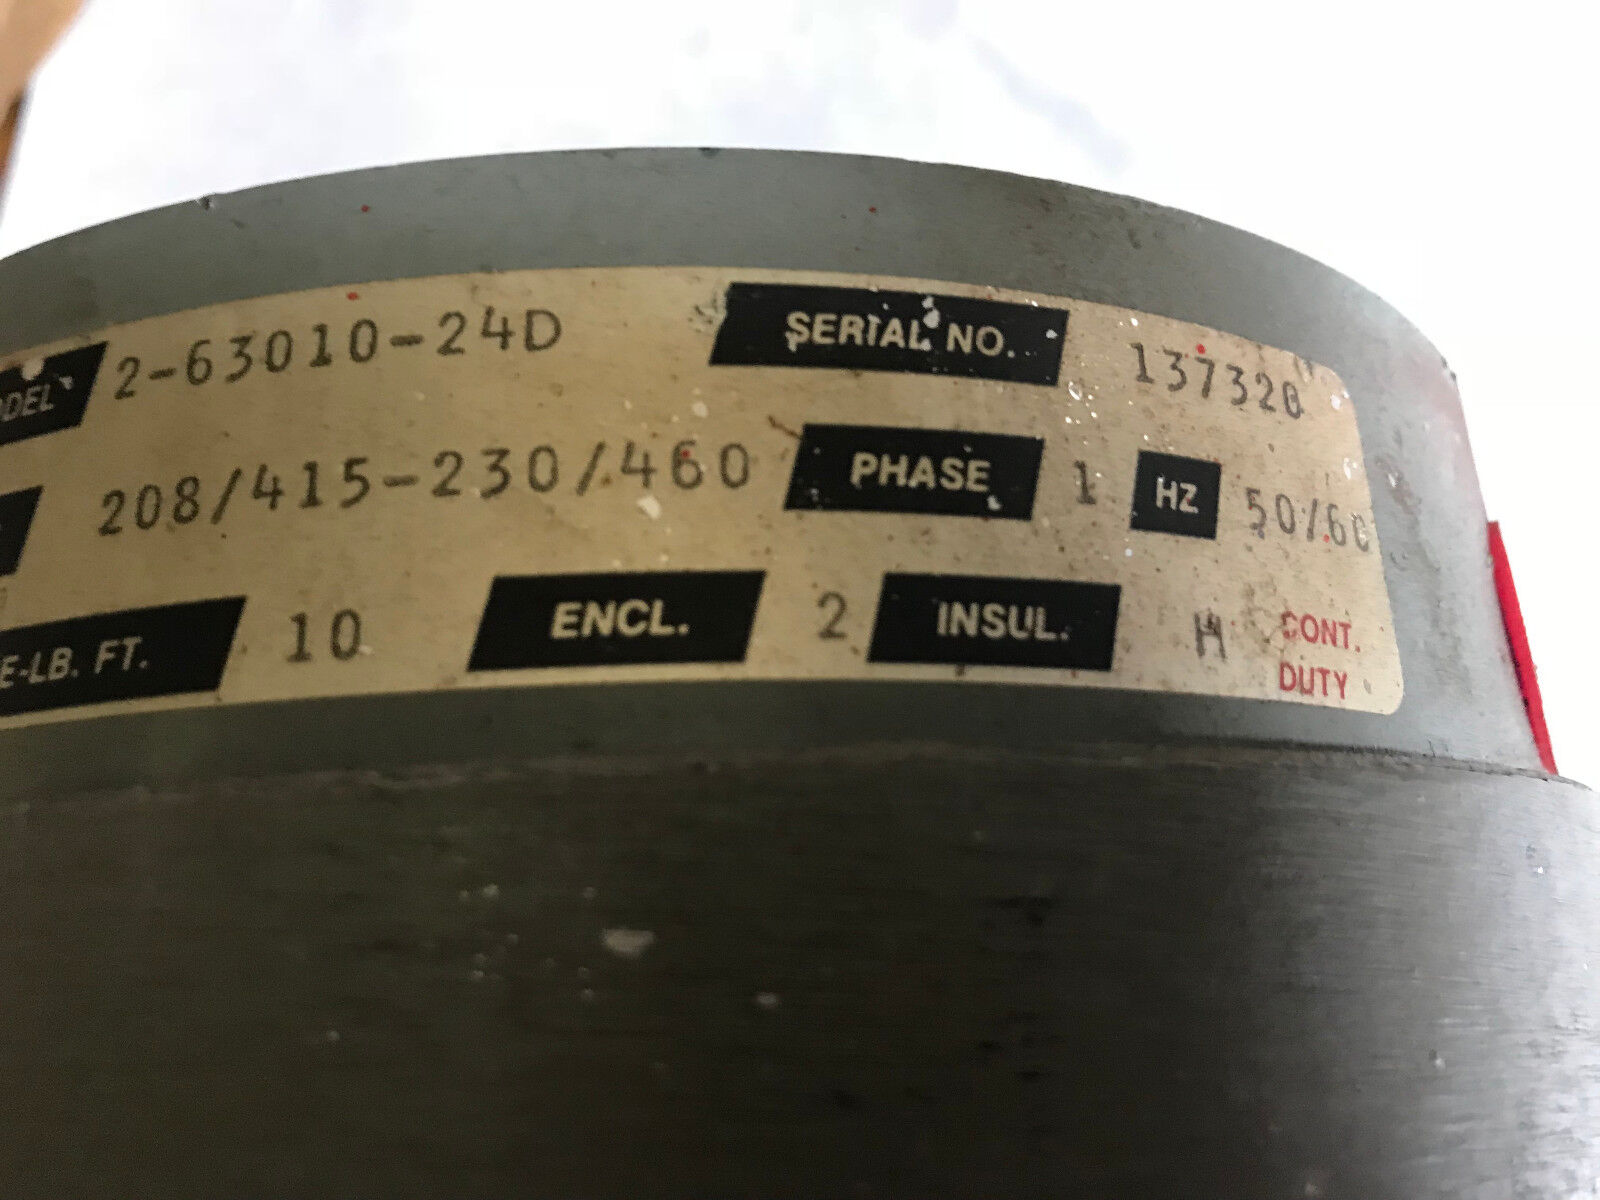 ODEL 2-63010-24D SERIAL NO. 137320
208/415-230/460 PHASE 1 HZ 50/60
E-LB. FT. 10 ENCL. 2 INSUL. H CONT.
DUTY